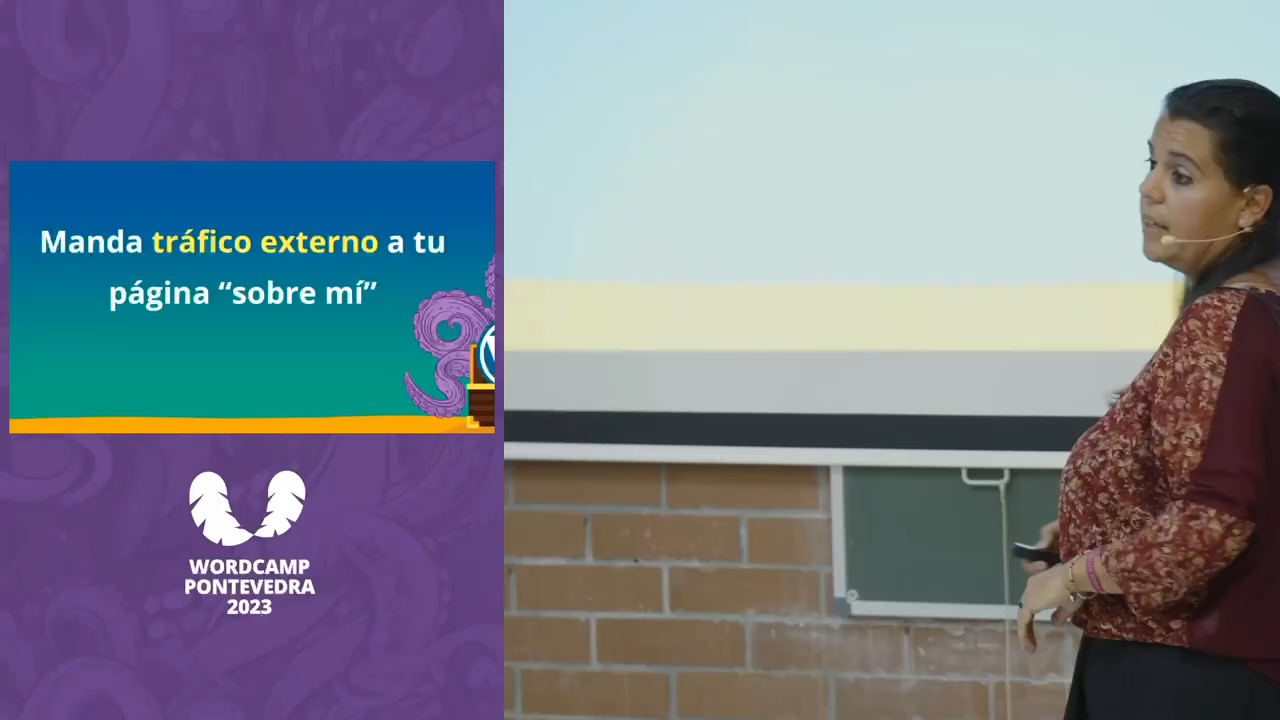 Manda tráfico externo a tu
página “sobre mí”
WORDCAMP
PONTEVEDRA
2023